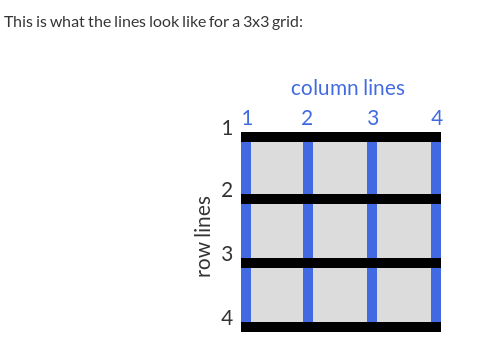 This is what the lines look like for a 3x3 grid:
column lines
1 2 3 4
1
2
row lines
3
4